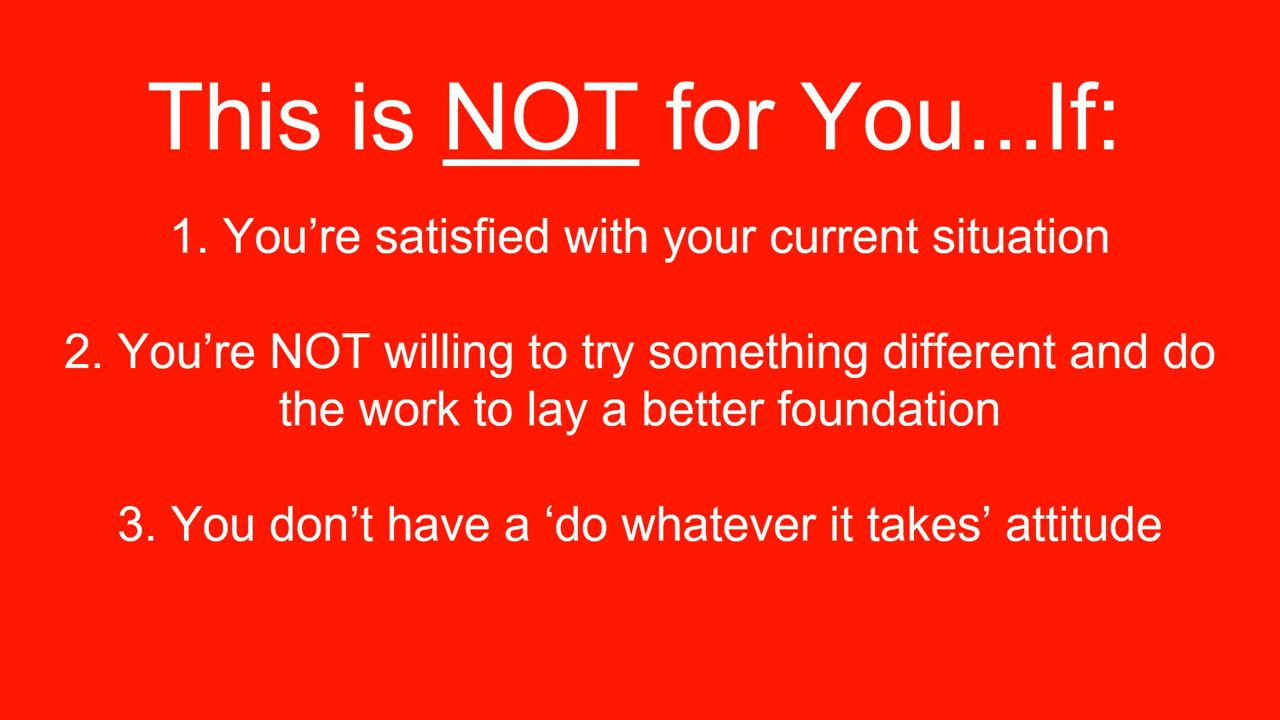 This is NOT for You...If:
1. You’re satisfied with your current situation
2. You’re NOT willing to try something different and do
the work to lay a better foundation
3. You don’t have a ‘do whatever it takes’ attitude